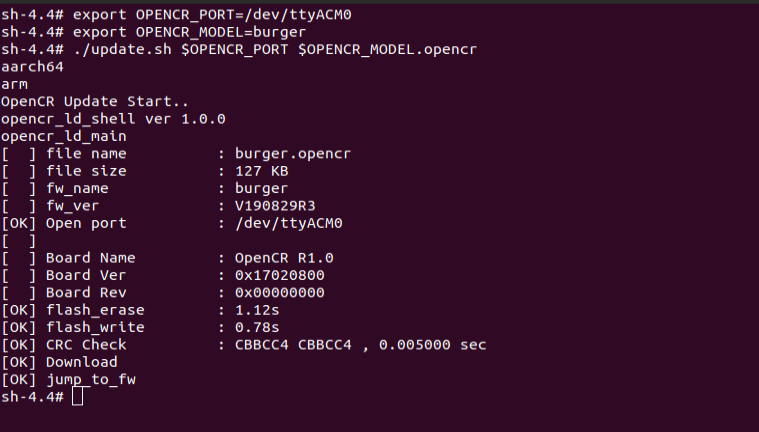 sh-4.4# export OPENCR_PORT=/dev/ttyACM0
sh-4.4# export OPENCR_MODEL=burger
sh-4.4# ./update.sh $OPENCR_PORT $OPENCR_MODEL.opencr
aarch64
arm
OpenCR Update Start..
opencr_ld_shell ver 1.0.0
opencr_ld_main
[  ] file name          : burger.opencr
[  ] file size          : 127 KB
[  ] fw_name            : burger
[  ] fw_ver             : V190829R3
[OK] Open port          : /dev/ttyACM0
[  ]
[  ] Board Name         : OpenCR R1.0
[  ] Board Ver          : 0x17020800
[  ] Board Rev          : 0x00000000
[OK] flash_erase        : 1.12s
[OK] flash_write        : 0.78s
[OK] CRC Check          : CBBCC4 CBBCC4 , 0.005000 sec
[OK] Download
[OK] jump_to_fw
sh-4.4#